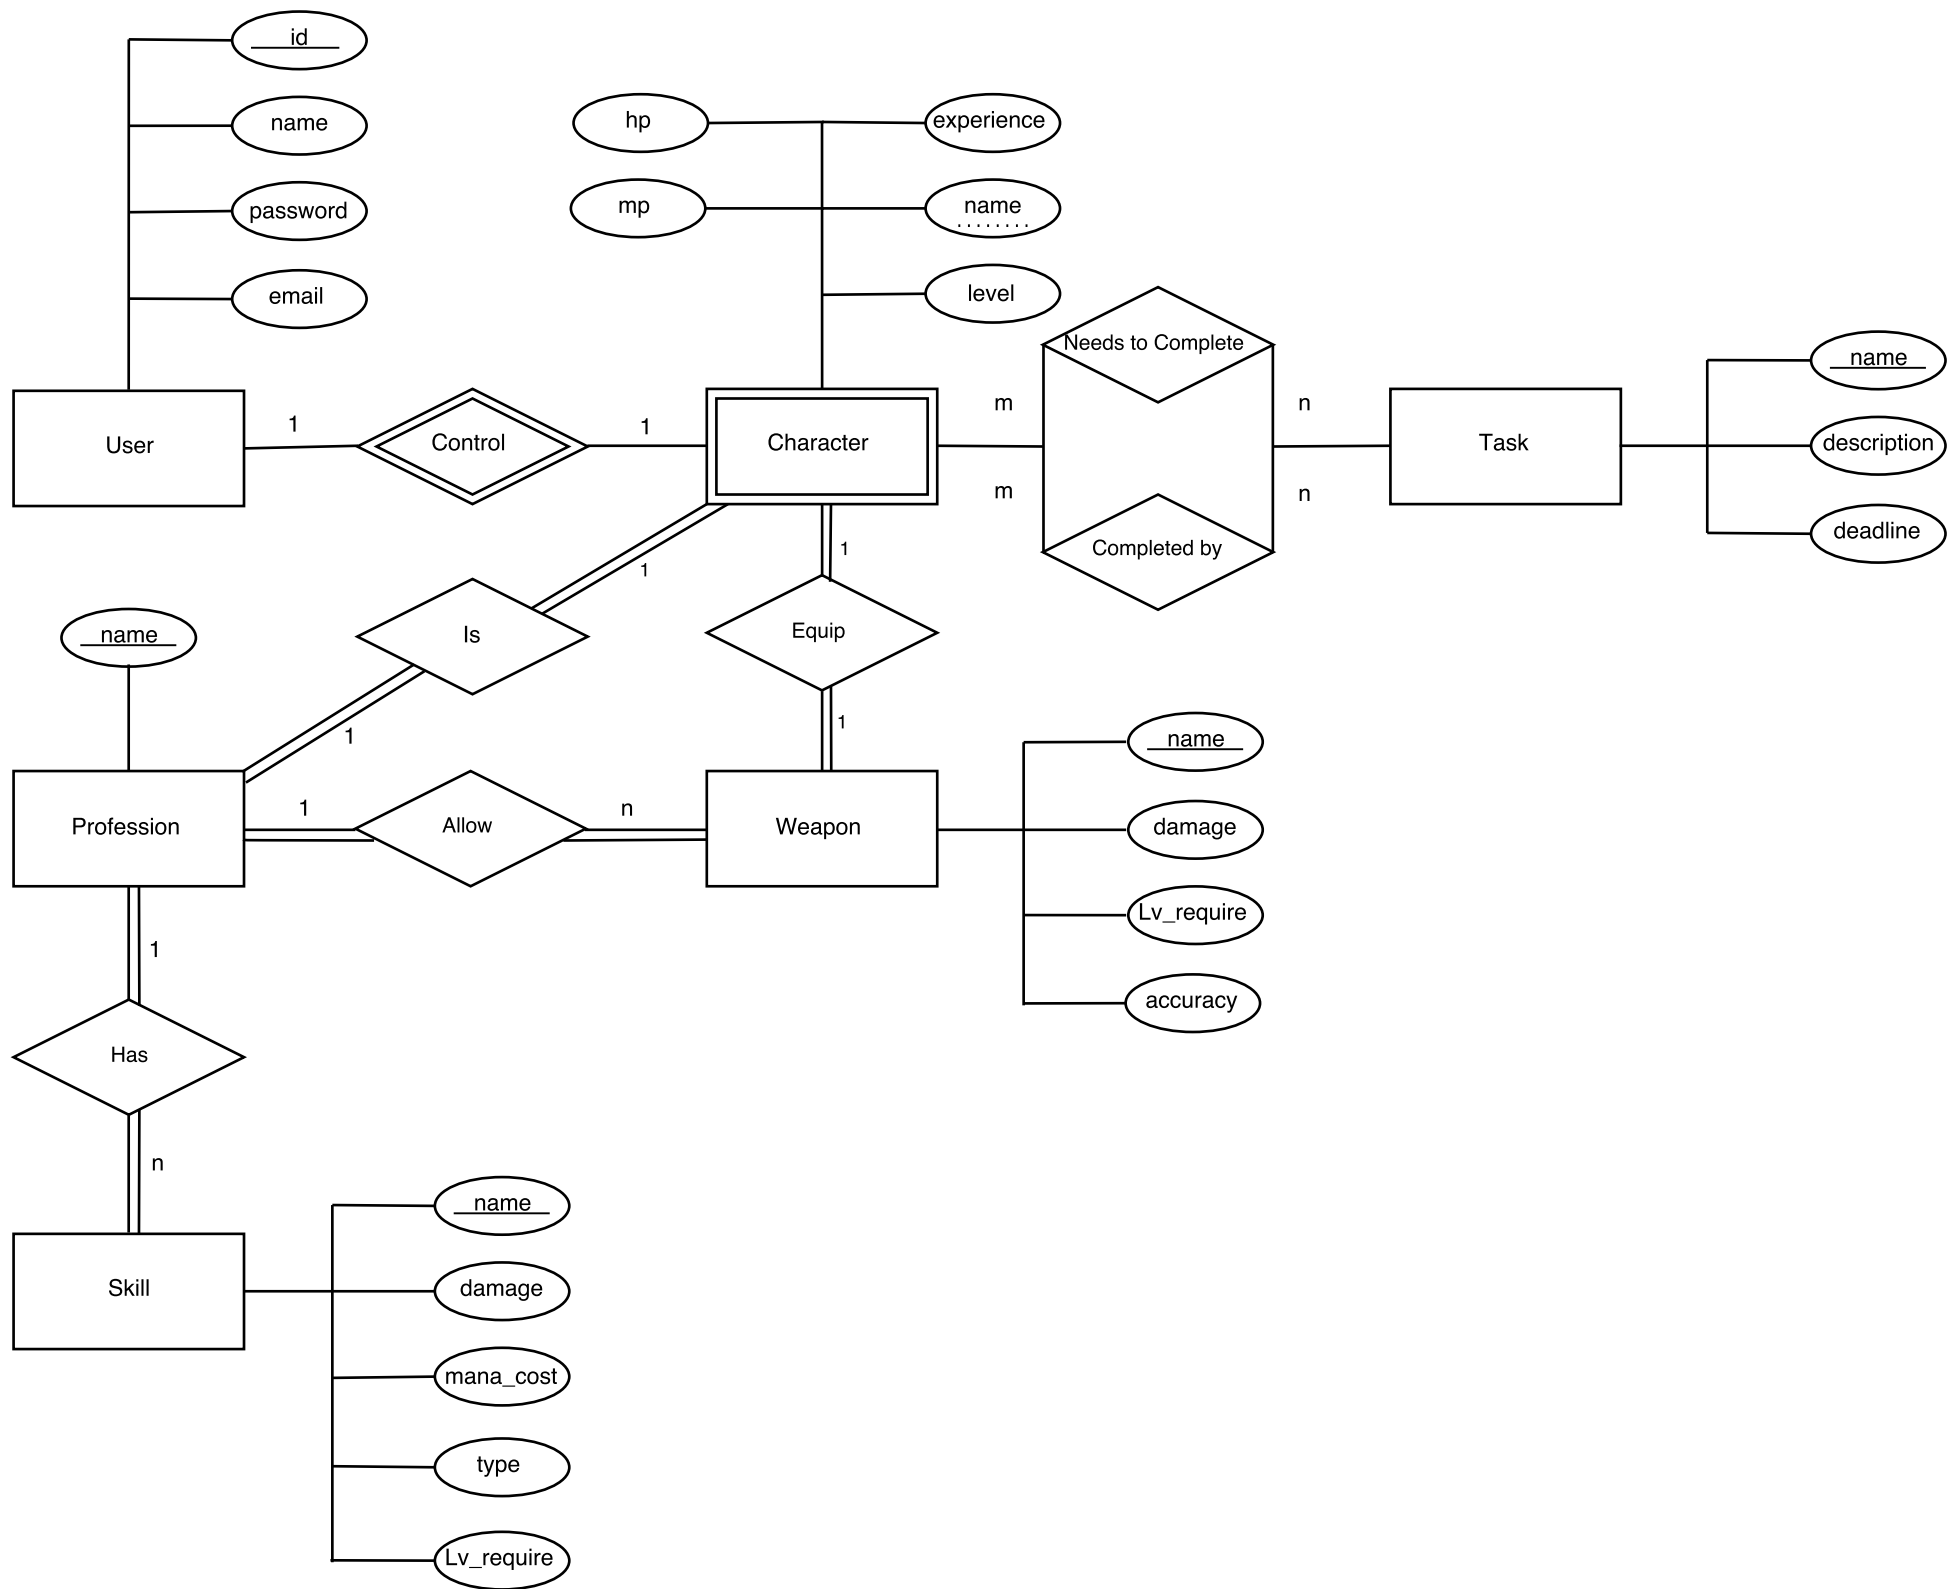 id
name
password
email
hp
experience
mp
name
level
Needs to Complete
name
description
deadline
User
1
Control
1
Character
m
n
Task
m
n
Completed by
1
1
Is
Equip
name
1
1
Profession
1
Allow
n
Weapon
name
damage
Lv_require
accuracy
1
Has
n
Skill
name
damage
mana_cost
type
Lv_require